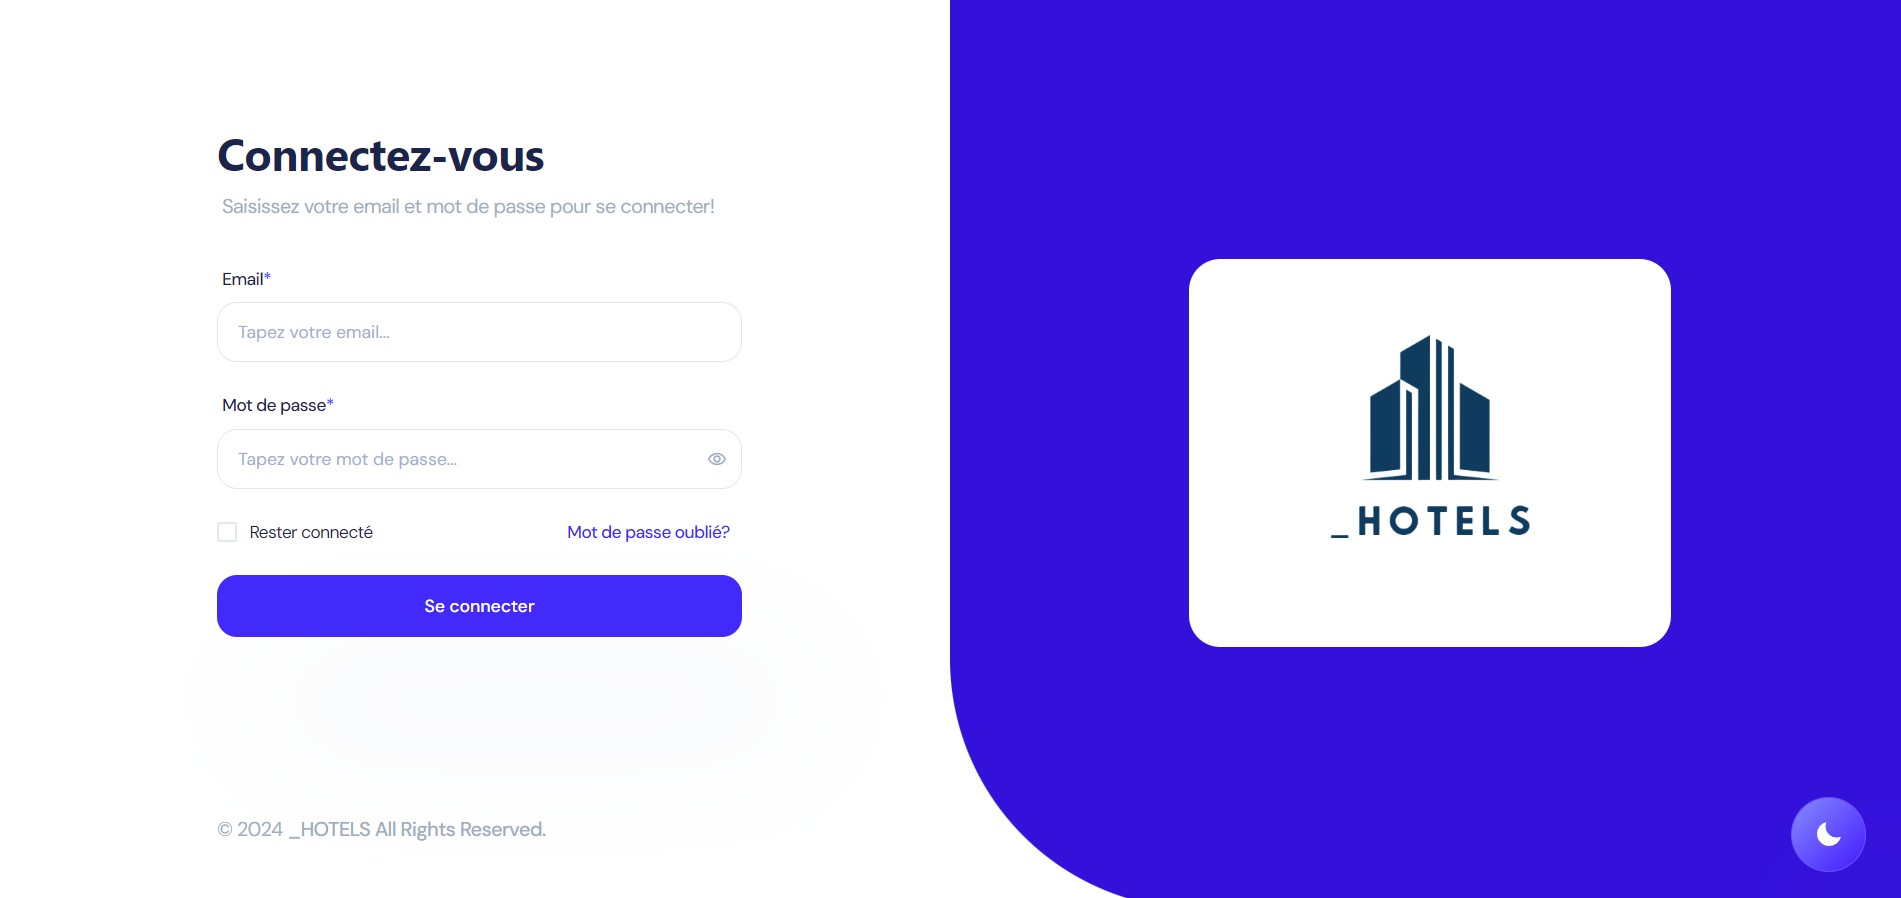 Connectez-vous
Saisissez votre email et mot de passe pour se connecter!
Email*
Tapez votre email...
Mot de passe*
Tapez votre mot de passe...
Rester connecté
Mot de passe oublié?
Se connecter
© 2024 _HOTELS All Rights Reserved.
_HOTELS